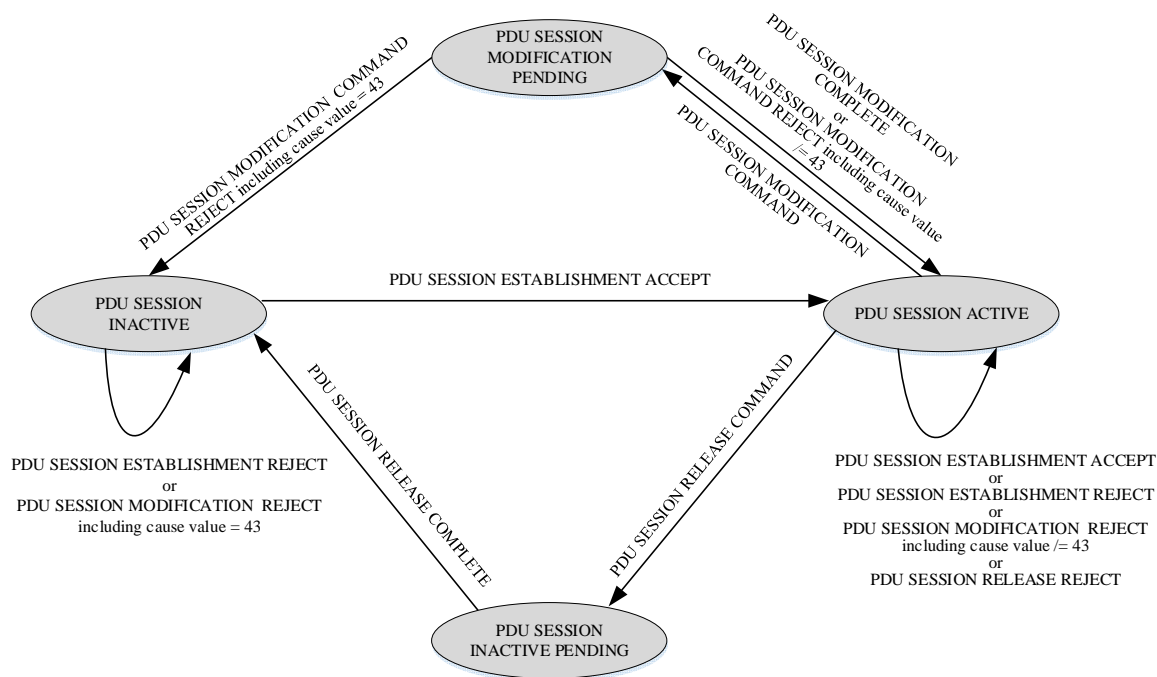 PDU SESSION
MODIFICATION
PENDING
PDU SESSION MODIFICATION COMMAND
REJECT including cause value = 43
PDU SESSION MODIFICATION
COMPLETE
or
PDU SESSION MODIFICATION
COMMAND REJECT including cause value
/= 43
PDU SESSION MODIFICATION
COMMAND
PDU SESSION
INACTIVE
PDU SESSION ESTABLISHMENT ACCEPT
PDU SESSION ACTIVE
PDU SESSION ESTABLISHMENT REJECT
or
PDU SESSION MODIFICATION REJECT
including cause value = 43
PDU SESSION RELEASE COMPLETE
PDU SESSION RELEASE COMMAND
PDU SESSION ESTABLISHMENT ACCEPT
or
PDU SESSION ESTABLISHMENT REJECT
or
PDU SESSION MODIFICATION REJECT
including cause value /= 43
or
PDU SESSION RELEASE REJECT
PDU SESSION
INACTIVE PENDING